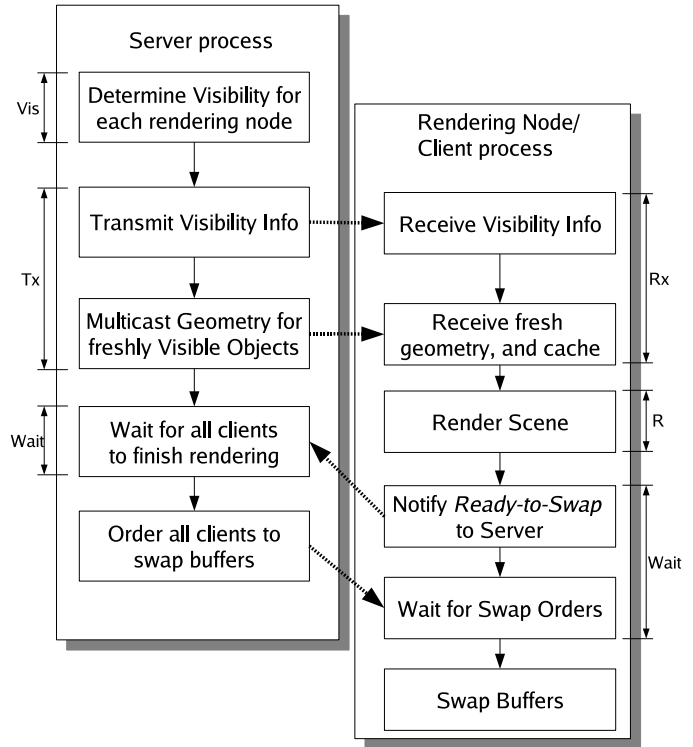 Server process
Vis
Determine Visibility for
each rendering node
Tx
Transmit Visibility Info
Multicast Geometry for
freshly Visible Objects
Wait
Wait for all clients
to finish rendering
Order all clients to
swap buffers
Rendering Node/
Client process
Receive Visibility Info
Rx
Receive fresh
geometry, and cache
Render Scene
R
Notify Ready-to-Swap
to Server
Wait
Wait for Swap Orders
Swap Buffers